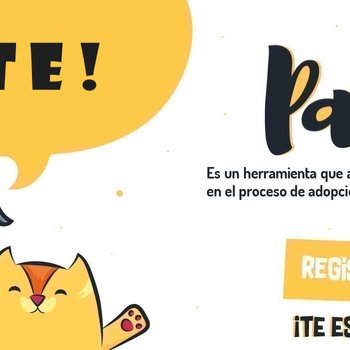 TE!
Pa
Es un herramienta que a
en el proceso de adopci
REGIS
¡TE ES